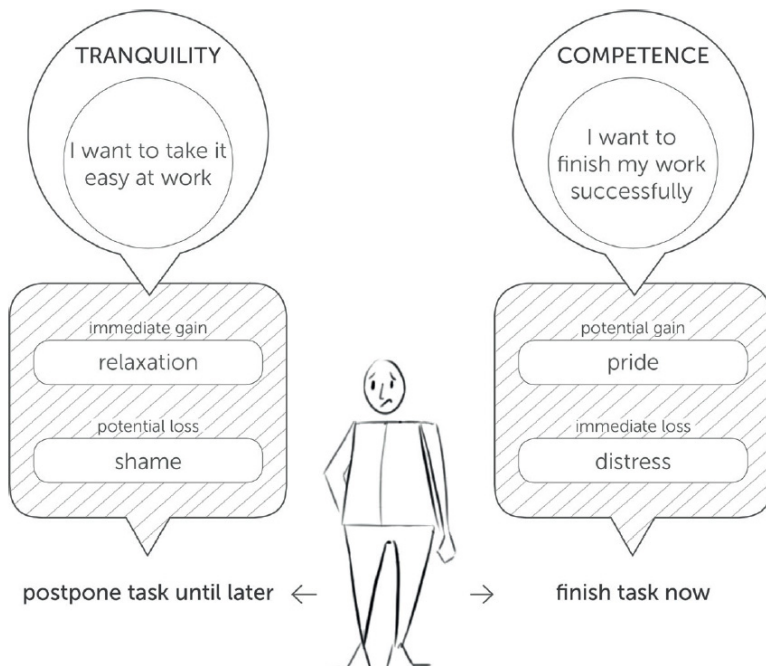 TRANQUILITY
I want to take it
easy at work
immediate gain
relaxation
potential loss
shame
postpone task until later
COMPETENCE
I want to
finish my work
successfully
potential gain
pride
immediate loss
distress
finish task now